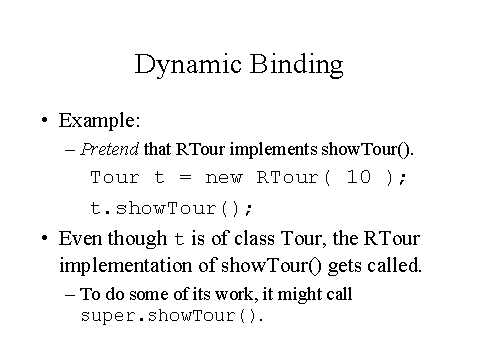 Dynamic Binding
• Example:
– Pretend that RTour implements showTour().
Tour t = new RTour( 10 );
t.showTour();
• Even though t is of class Tour, the RTour
implementation of showTour() gets called.
– To do some of its work, it might call
super.showTour().